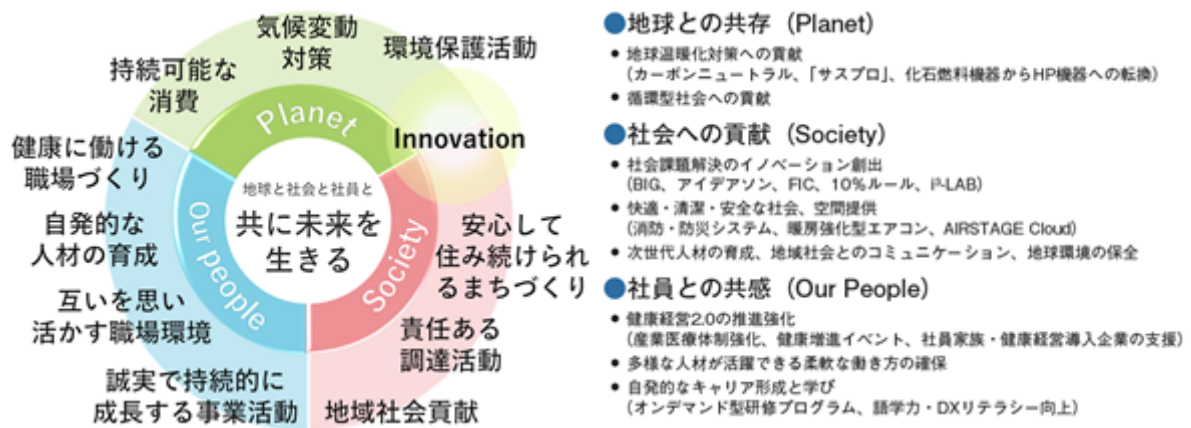 気候変動
対策
環境保護活動
持続可能な
消費
Planet
Innovation
健康に働ける
職場づくり
地球と社会と社員と
共に未来を
生きる
自発的な
人材の育成
Our people
Society
安心して
住み続けられ
るまちづくり
互いを思い
活かす職場環境
責任ある
調達活動
誠実で持続的に
成長する事業活動
地域社会貢献
●地球との共存（Planet）
• 地球温暖化対策への貢献
（カーボンニュートラル、「サスプロ」、化石燃料機器からHP機器への転換）
• 循環型社会への貢献
●社会への貢献（Society）
• 社会課題解決のイノベーション創出
（BIG、アイデアソン、FIC、10%ルール、i²-LAB）
• 快適・清潔・安全な社会、空間提供
（消防・防災システム、暖房強化型エアコン、AIRSTAGE Cloud）
• 次世代人材の育成、地域社会とのコミュニケーション、地球環境の保全
●社員との共感（Our People）
• 健康経営2.0の推進強化
（産業医療体制強化、健康増進イベント、社員家族・健康経営導入企業の支援）
• 多様な人材が活躍できる柔軟な働き方の確保
• 自発的なキャリア形成と学び
（オンデマンド型研修プログラム、語学力・DXリテラシー向上）